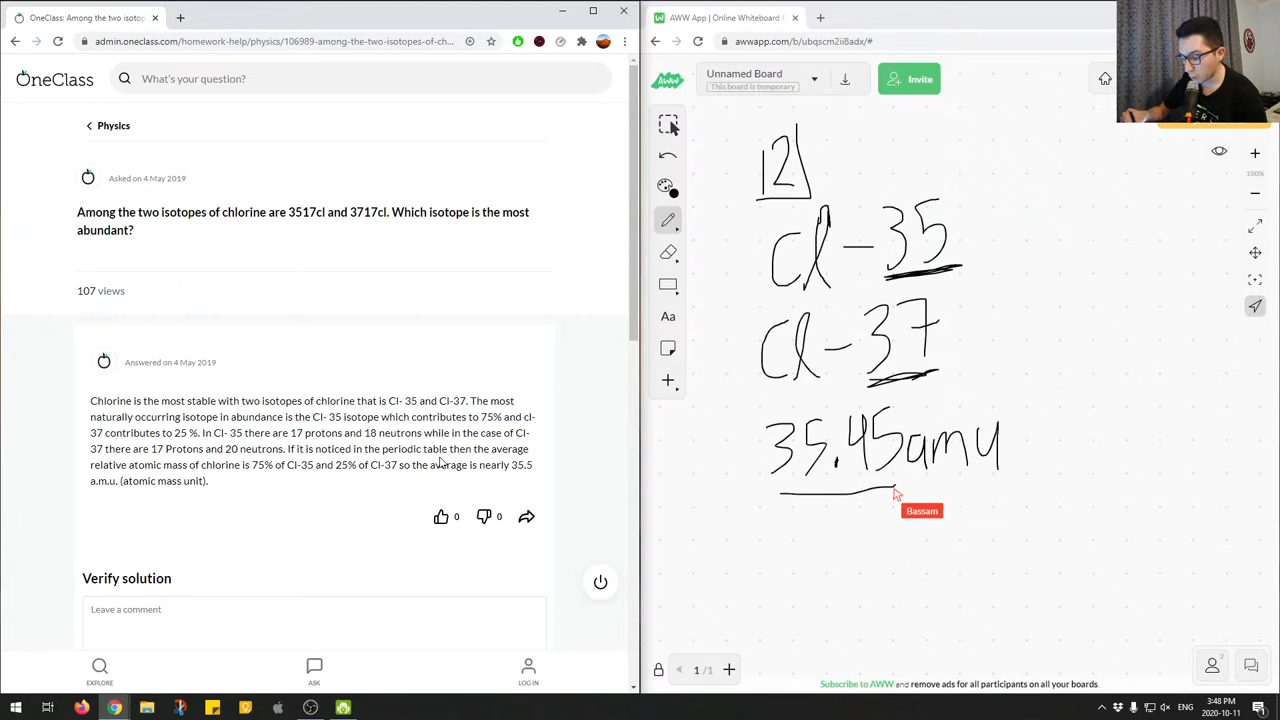 OneClass: Among the two isotop
admin.oneclass.com/homework-help/physics/106989-among-the-two-isotopes-of-ch...
OneClass
What's your question?
Physics
Asked on 4 May 2019
Among the two isotopes of chlorine are 3517cl and 3717cl. Which isotope is the most
abundant?
107 views
Answered on 4 May 2019
Chlorine is the most stable with two isotopes of chlorine that is Cl- 35 and Cl-37. The most
naturally occurring isotope in abundance is the Cl- 35 isotope which contributes to 75% and cl-
37 contributes to 25 %. In Cl- 35 there are 17 protons and 18 neutrons while in the case of Cl-
37 there are 17 Protons and 20 neutrons. If it is noticed in the periodic table then the average
relative atomic mass of chlorine is 75% of Cl-35 and 25% of Cl-37 so the average is nearly 35.5
a.m.u. (atomic mass unit).
0
0
Verify solution
Leave a comment
EXPLORE
ASK
LOG IN
AWW App | Online Whiteboard f
awwapp.com/b/ubqscm2ii8adx/#
AWW
Unnamed Board
This board is temporary
Invite
100%
Aa
12
Cl - 35
Cl - 37
35.45amu
Bassam
1 / 1
2
Subscribe to AWW and remove ads for all participants on all your boards.
ENG
3:48 PM
2020-10-11
1